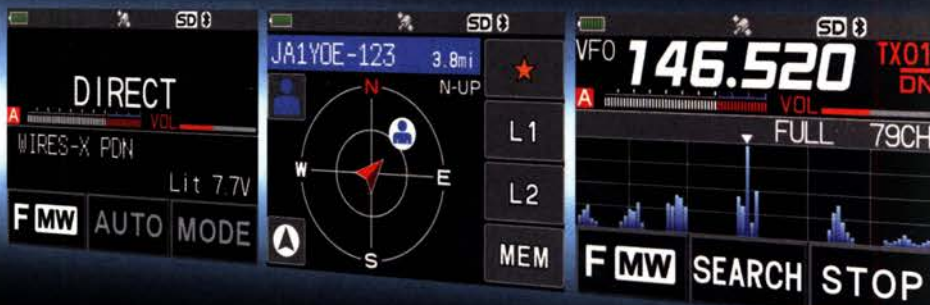 SD
DIRECT
A VOL
WIRES-X PDN
Lit 7.7V
F MW AUTO MODE
SD
JA1YOE-123 3.8mi
N N-UP
W E
S
L1
L2
MEM
SD
VFO 146.520 TX01
DN
A VOL
FULL 79CH
F MW SEARCH STOP